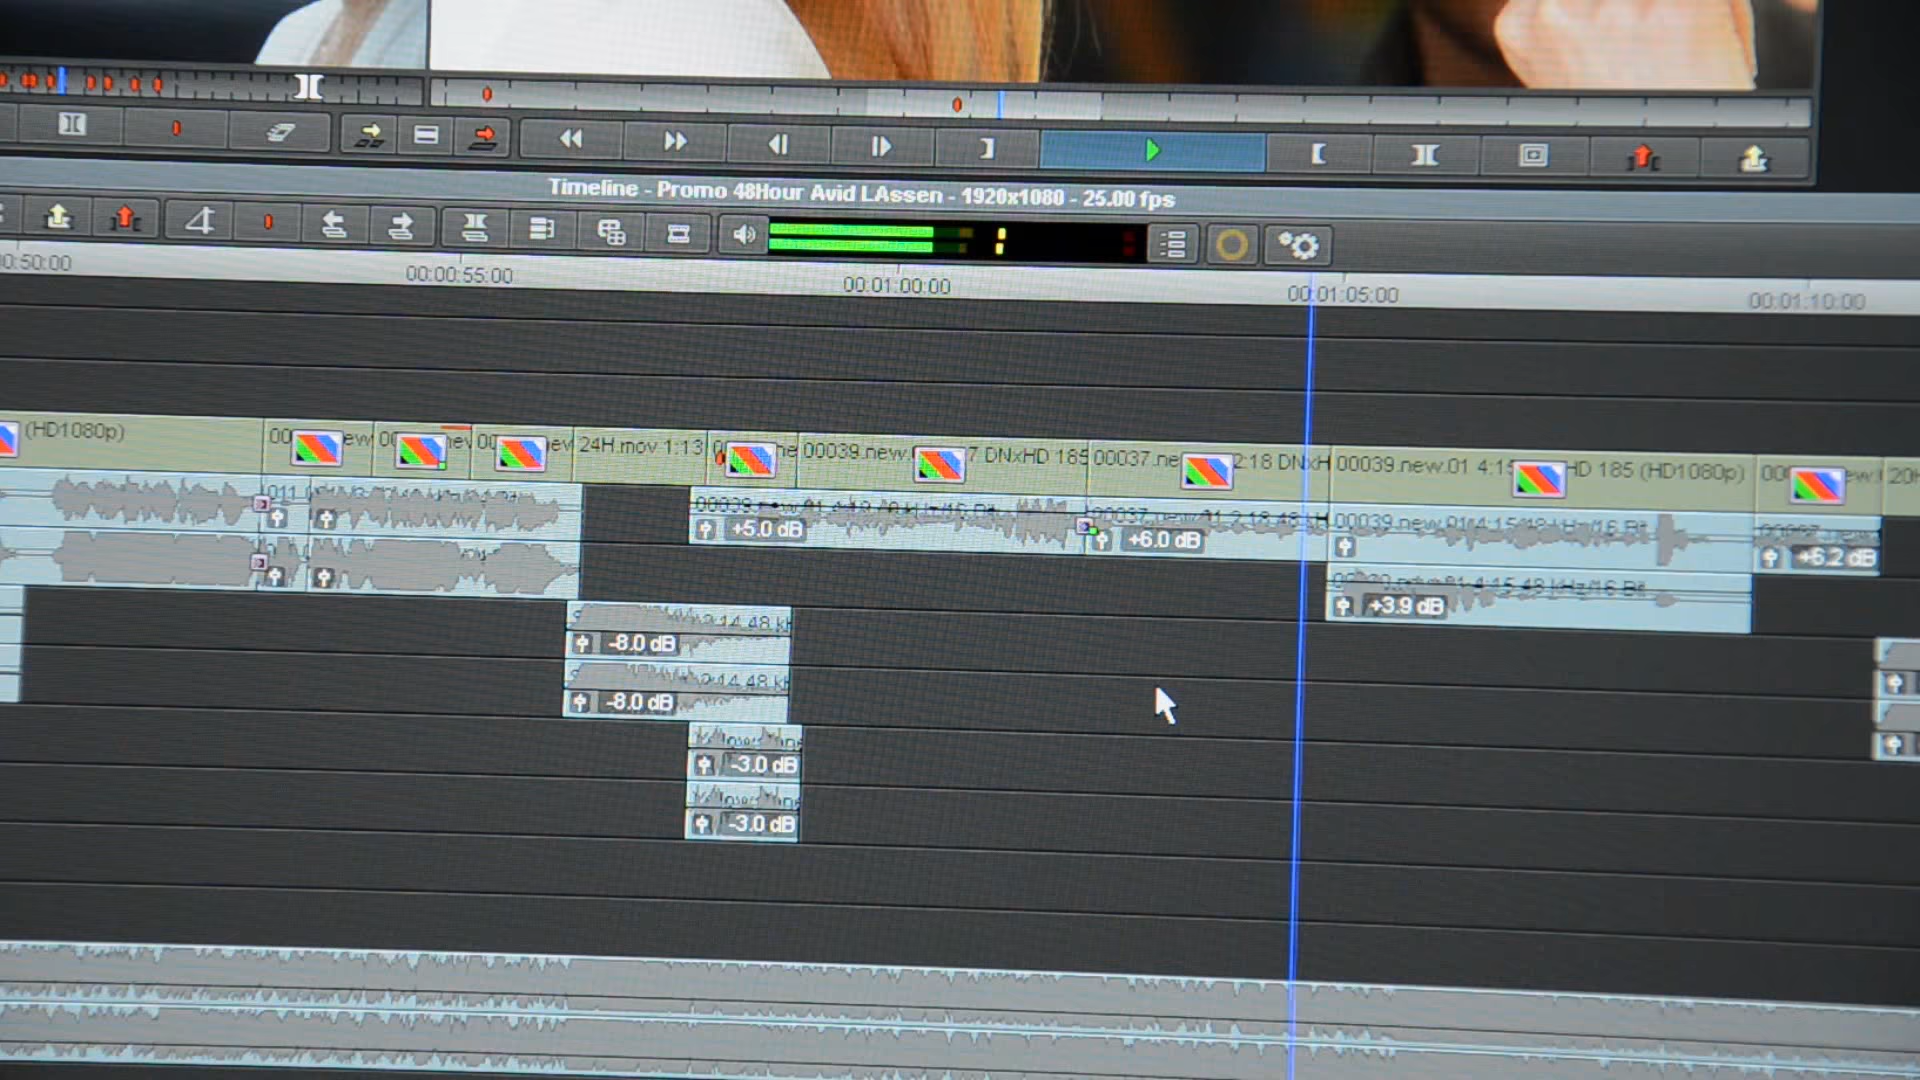 Timeline - Promo 48Hour Avid LAssen - 1920x1080 - 25.00 fps
0:50:00
00:00:55:00
00:01:00:00
00:01:05:00
00:01:10:00
(HD1080p)
24H.mov 1:13
00039.new.
7 DNxHD 185
00037.ne
2:18 DNxH
00039.new.01 4:15
HD 185 (HD1080p)
+5.0 dB
+6.0 dB
00039.new.01 4:15 48 kHz/16 Bit
+6.2 dB
+3.9 dB
-8.0 dB
-8.0 dB
-3.0 dB
-3.0 dB